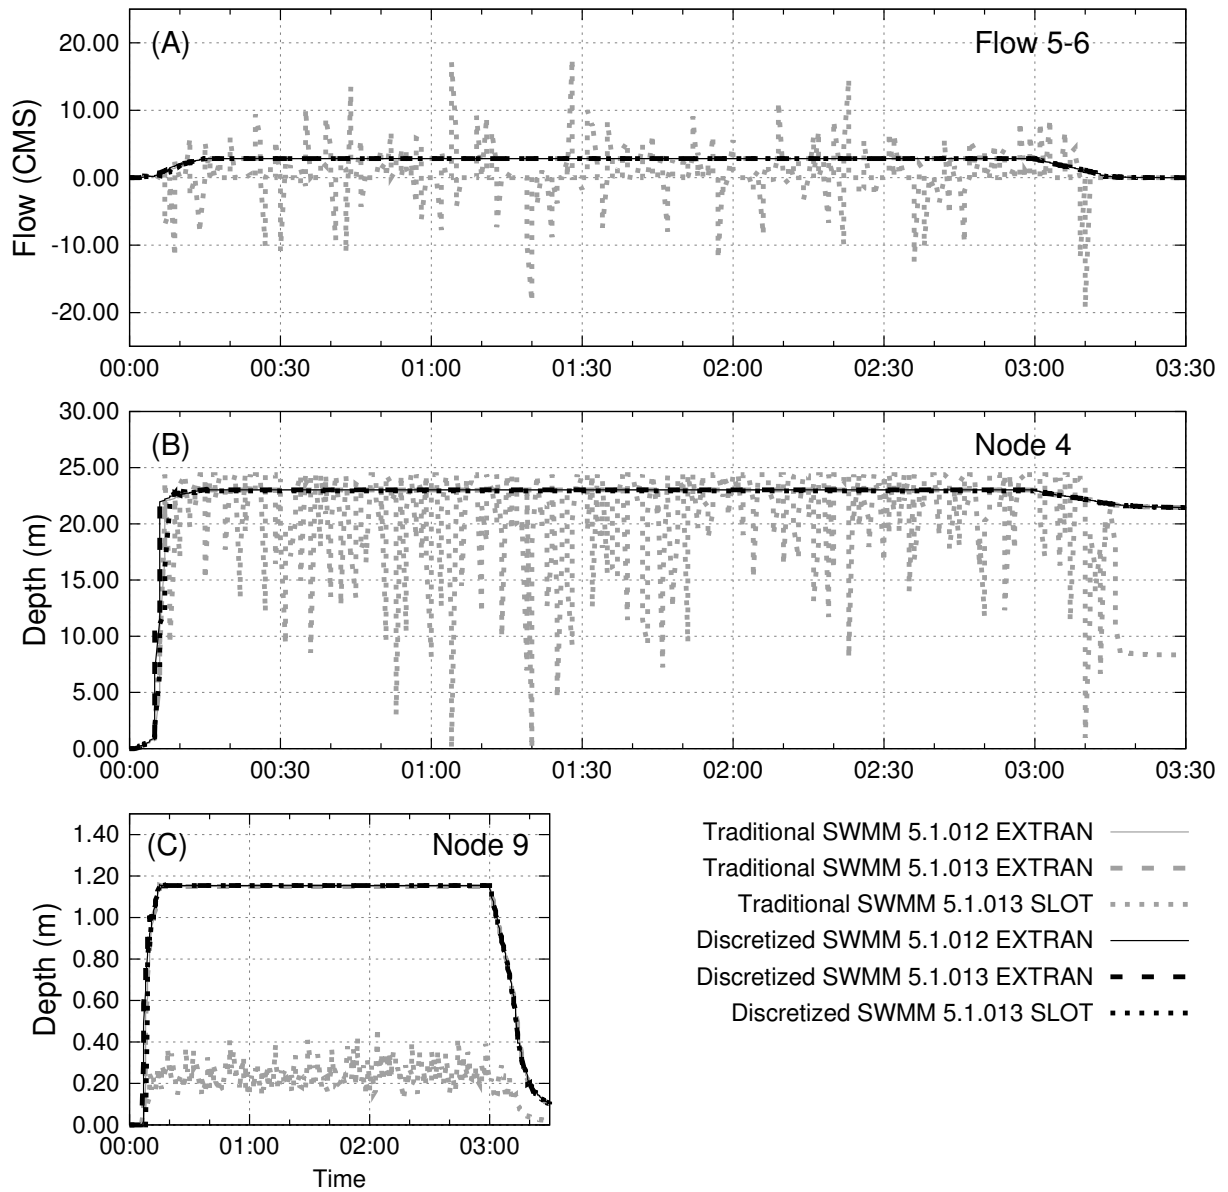 (A)
Flow 5-6
Flow (CMS)
20.00
10.00
0.00
-10.00
-20.00
00:00 00:30 01:00 01:30 02:00 02:30 03:00 03:30
(B)
Node 4
Depth (m)
30.00
25.00
20.00
15.00
10.00
5.00
0.00
00:00 00:30 01:00 01:30 02:00 02:30 03:00 03:30
(C)
Node 9
Depth (m)
1.40
1.20
1.00
0.80
0.60
0.40
0.20
0.00
00:00 01:00 02:00 03:00
Time
Traditional SWMM 5.1.012 EXTRAN
Traditional SWMM 5.1.013 EXTRAN
Traditional SWMM 5.1.013 SLOT
Discretized SWMM 5.1.012 EXTRAN
Discretized SWMM 5.1.013 EXTRAN
Discretized SWMM 5.1.013 SLOT